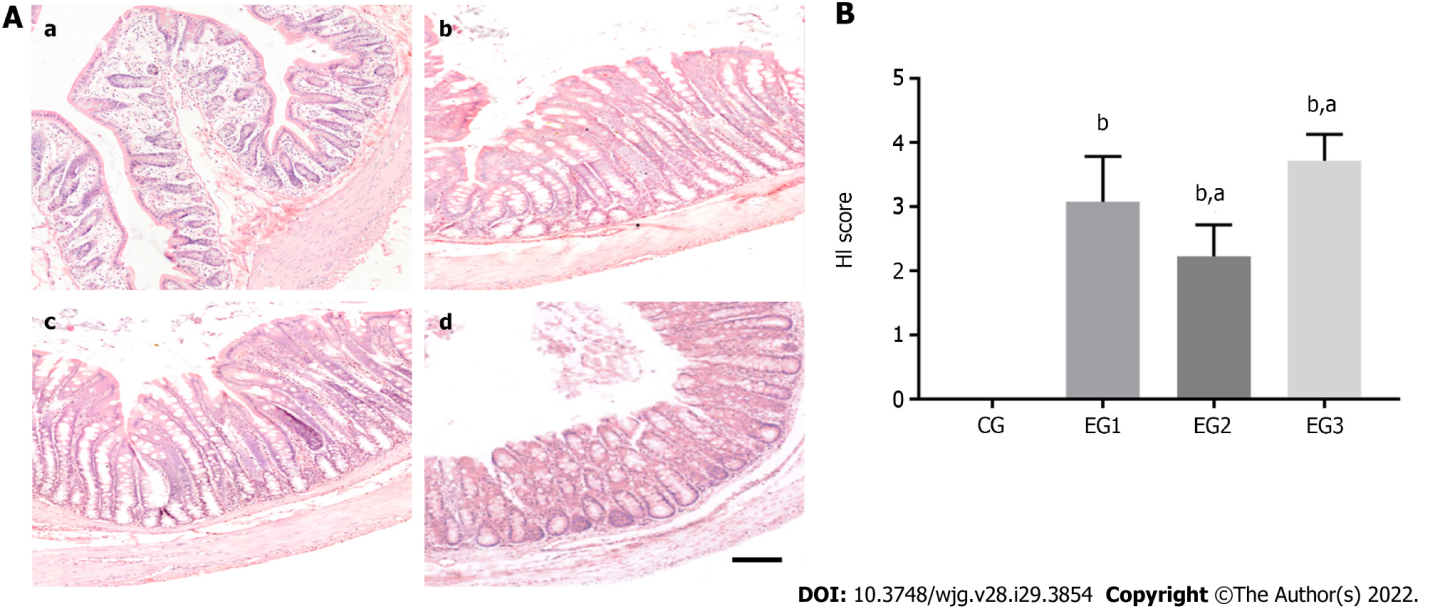 A
a
b
c
d
B
HI score
5
4
3
2
1
0
b
b,a
b,a
CG EG1 EG2 EG3
DOI: 10.3748/wjg.v28.i29.3854 Copyright ©The Author(s) 2022.